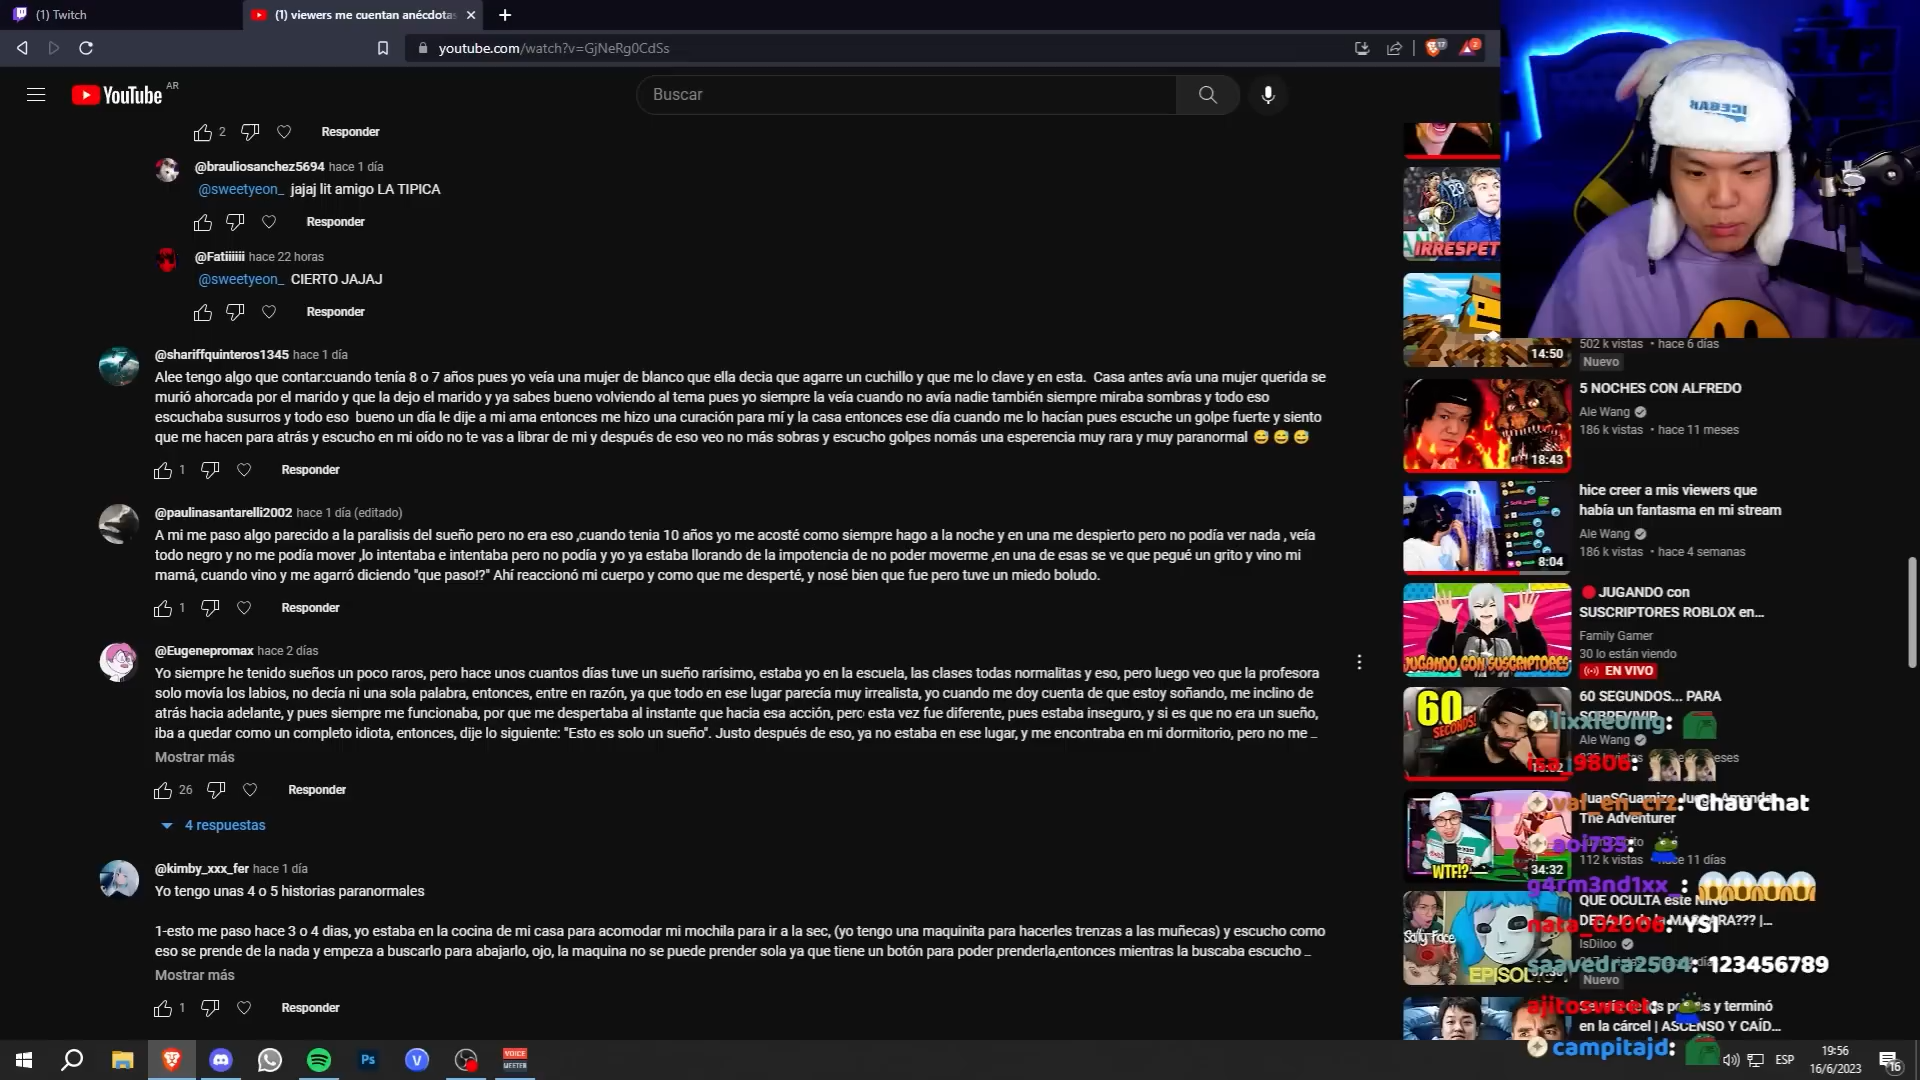 (1) Twitch
(1) viewers me cuentan anécdotas
youtube.com/watch?v=GjNeRg0CdSs
YouTube AR
Buscar
ICEBAR
2 Responder
@brauliosanchez5694 hace 1 día
@sweetyeon_ jajaj lit amigo LA TIPICA
Responder
@Fatiiiiii hace 22 horas
@sweetyeon_ CIERTO JAJAJ
Responder
@shariffquinteros1345 hace 1 día
Alee tengo algo que contar:cuando tenía 8 o 7 años pues yo veía una mujer de blanco que ella decia que agarre un cuchillo y que me lo clave y en esta. Casa antes avía una mujer querida se
murió ahorcada por el marido y que la dejo el marido y ya sabes bueno volviendo al tema pues yo siempre la veía cuando no avía nadie también siempre miraba sombras y todo eso
escuchaba susurros y todo eso bueno un día le dije a mi ama entonces me hizo una curación para mí y la casa entonces ese día cuando me lo hacían pues escuche un golpe fuerte y siento
que me hacen para atrás y escucho en mi oído no te vas a librar de mi y después de eso veo no más sobras y escucho golpes nomás una esperencia muy rara y muy paranormal 😅 😅 😅
1 Responder
@paulinasantarelli2002 hace 1 día (editado)
A mi me paso algo parecido a la paralisis del sueño pero no era eso ,cuando tenia 10 años yo me acosté como siempre hago a la noche y en una me despierto pero no podía ver nada , veía
todo negro y no me podía mover ,lo intentaba e intentaba pero no podía y yo ya estaba llorando de la impotencia de no poder moverme ,en una de esas se ve que pegué un grito y vino mi
mamá, cuando vino y me agarró diciendo "que paso!?" Ahí reaccionó mi cuerpo y como que me desperté, y nosé bien que fue pero tuve un miedo boludo.
1 Responder
@Eugenepromax hace 2 días
Yo siempre he tenido sueños un poco raros, pero hace unos cuantos días tuve un sueño rarísimo, estaba yo en la escuela, las clases todas normalitas y eso, pero luego veo que la profesora
solo movía los labios, no decía ni una sola palabra, entonces, entre en razón, ya que todo en ese lugar parecía muy irrealista, yo cuando me doy cuenta de que estoy soñando, me inclino de
atrás hacia adelante, y pues siempre me funcionaba, por que me despertaba al instante que hacia esa acción, pero esta vez fue diferente, pues estaba inseguro, y si es que no era un sueño,
iba a quedar como un completo idiota, entonces, dije lo siguiente: "Esto es solo un sueño". Justo después de eso, ya no estaba en ese lugar, y me encontraba en mi dormitorio, pero no me ...
Mostrar más
26 Responder
4 respuestas
@kimby_xxx_fer hace 1 día
Yo tengo unas 4 o 5 historias paranormales
1-esto me paso hace 3 o 4 dias, yo estaba en la cocina de mi casa para acomodar mi mochila para ir a la sec, (yo tengo una maquinita para hacerles trenzas a las muñecas) y escucho como
eso se prende de la nada y empeza a buscarlo para abajarlo, ojo, la maquina no se puede prender sola ya que tiene un botón para poder prenderla,entonces mientras la buscaba escucho ...
Mostrar más
1 Responder
23
IRRESPET
14:50
502 k vistas • hace 6 días
Nuevo
5 NOCHES CON ALFREDO
Ale Wang
186 k vistas • hace 11 meses
18:43
hice creer a mis viewers que
había un fantasma en mi stream
Ale Wang
186 k vistas • hace 4 semanas
8:04
🔴 JUGANDO con
SUSCRIPTORES ROBLOX en...
Family Gamer
30 lo están viendo
EN VIVO
JUGANDO CON SUSCRIPTORES
60 SEGUNDOS... PARA
SOBREVIVIR
60 SEGUNDOS!
Ale Wang
lixxieomg:
isa_i9806:
val_en_crz: Chau chat
The Adventurer
WTF!?
34:32
112 k vistas • hace 11 días
aoi735:
g4rm3nd1xx_: 😱😱😱😱
QUE OCULTA este NIÑO
Sally Face
EPISODIO
nata_02006: YSI
IsDiloo
saavedra2504: 123456789
Nuevo
y terminó
en la cárcel | ASCENSO Y CAÍD...
ajitosweet:
campitajd:
Ps
V
VOICE
MEETER
ESP
19:56
16/6/2023
16